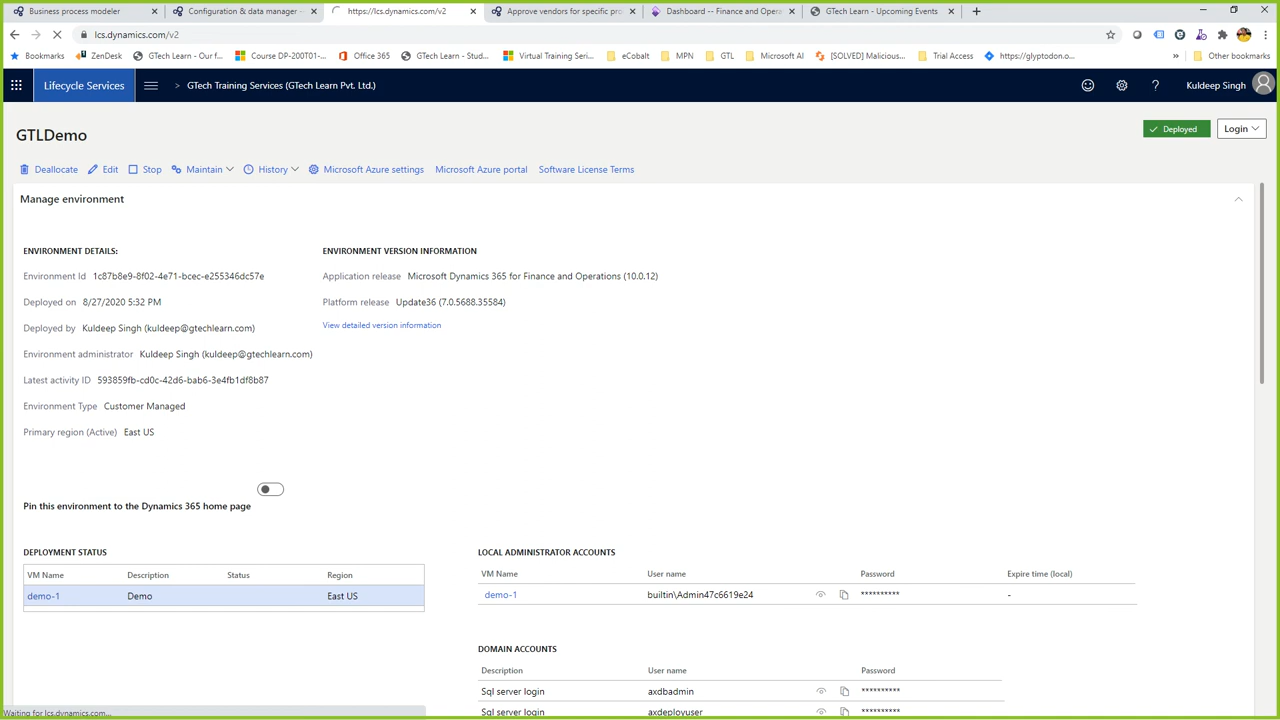 Business process modeler
Configuration & data manager --
https://lcs.dynamics.com/v2
Approve vendors for specific pro
Dashboard -- Finance and Opera
GTech Learn - Upcoming Events
lcs.dynamics.com/v2
Bookmarks
ZenDesk
GTech Learn - Our f...
Course DP-200T01-...
Office 365
GTech Learn - Stud...
Virtual Training Seri...
eCobalt
MPN
GTL
Microsoft AI
[SOLVED] Malicious...
Trial Access
https://glyptodon.o...
»
Other bookmarks
Lifecycle Services
> GTech Training Services (GTech Learn Pvt. Ltd.)
Kuldeep Singh
GTLDemo
Deployed
Login
Deallocate
Edit
Stop
Maintain
History
Microsoft Azure settings
Microsoft Azure portal
Software License Terms
Manage environment
ENVIRONMENT DETAILS:
Environment Id 1c87b8e9-8f02-4e71-bcec-e255346dc57e
Deployed on 8/27/2020 5:32 PM
Deployed by Kuldeep Singh (kuldeep@gtechlearn.com)
Environment administrator Kuldeep Singh (kuldeep@gtechlearn.com)
Latest activity ID 593859fb-cd0c-42d6-bab6-3e4fb1df8b87
Environment Type Customer Managed
Primary region (Active) East US
ENVIRONMENT VERSION INFORMATION
Application release Microsoft Dynamics 365 for Finance and Operations (10.0.12)
Platform release Update36 (7.0.5688.35584)
View detailed version information
Pin this environment to the Dynamics 365 home page
DEPLOYMENT STATUS
VM Name Description Status Region
demo-1 Demo East US
LOCAL ADMINISTRATOR ACCOUNTS
VM Name User name Password Expire time (local)
demo-1 builtin\Admin47c6619e24 ********** -
DOMAIN ACCOUNTS
Description User name Password
Sql server login axdbadmin **********
Sql server login axdeployuser **********
Waiting for lcs.dynamics.com...